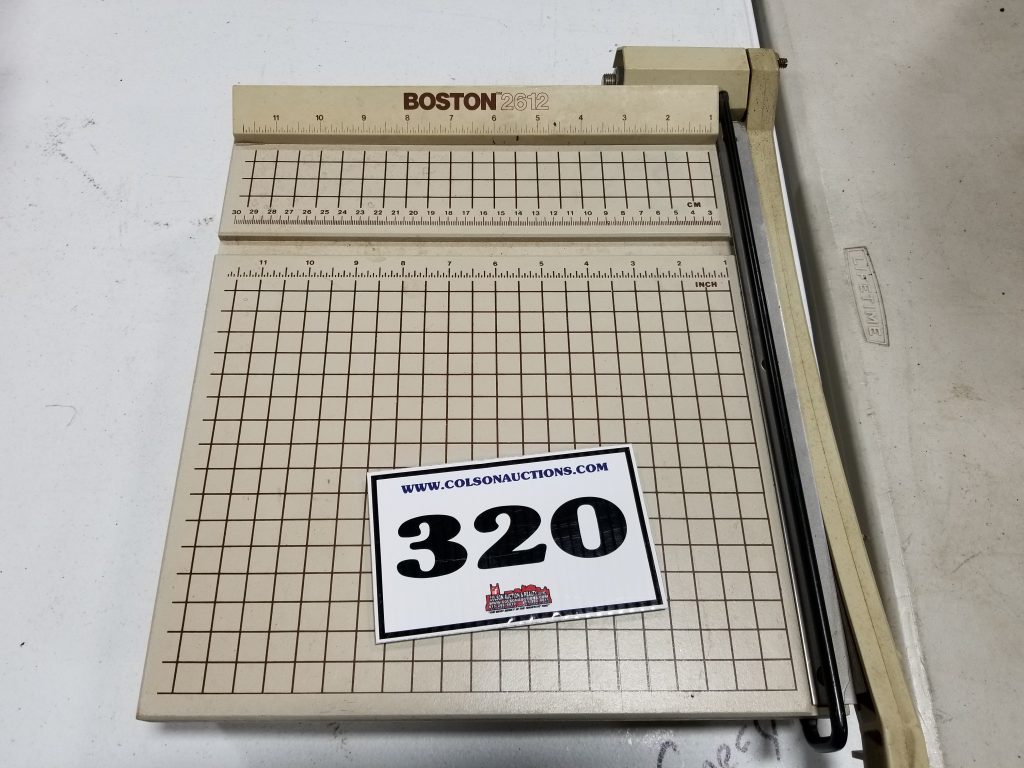 BOSTON 2612
11 10 9 8 7 6 5 4 3 2 1
CM
30 29 28 27 26 25 24 23 22 21 20 19 18 17 16 15 14 13 12 11 10 9 8 7 6 5 4 3
11 10 9 8 7 6 5 4 3 2 1
INCH
LIFETIME
WWW.COLSONAUCTIONS.COM
320
COLSON AUCTION & REALTY